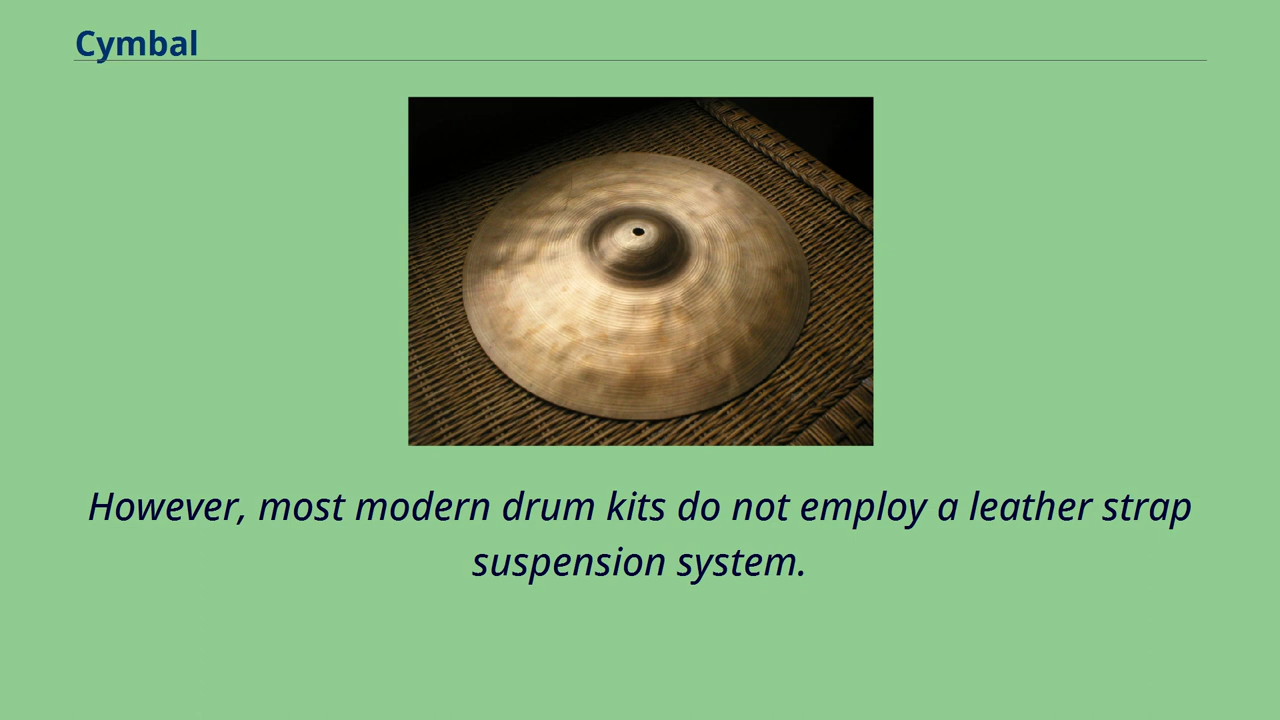 Cymbal
However, most modern drum kits do not employ a leather strap
suspension system.